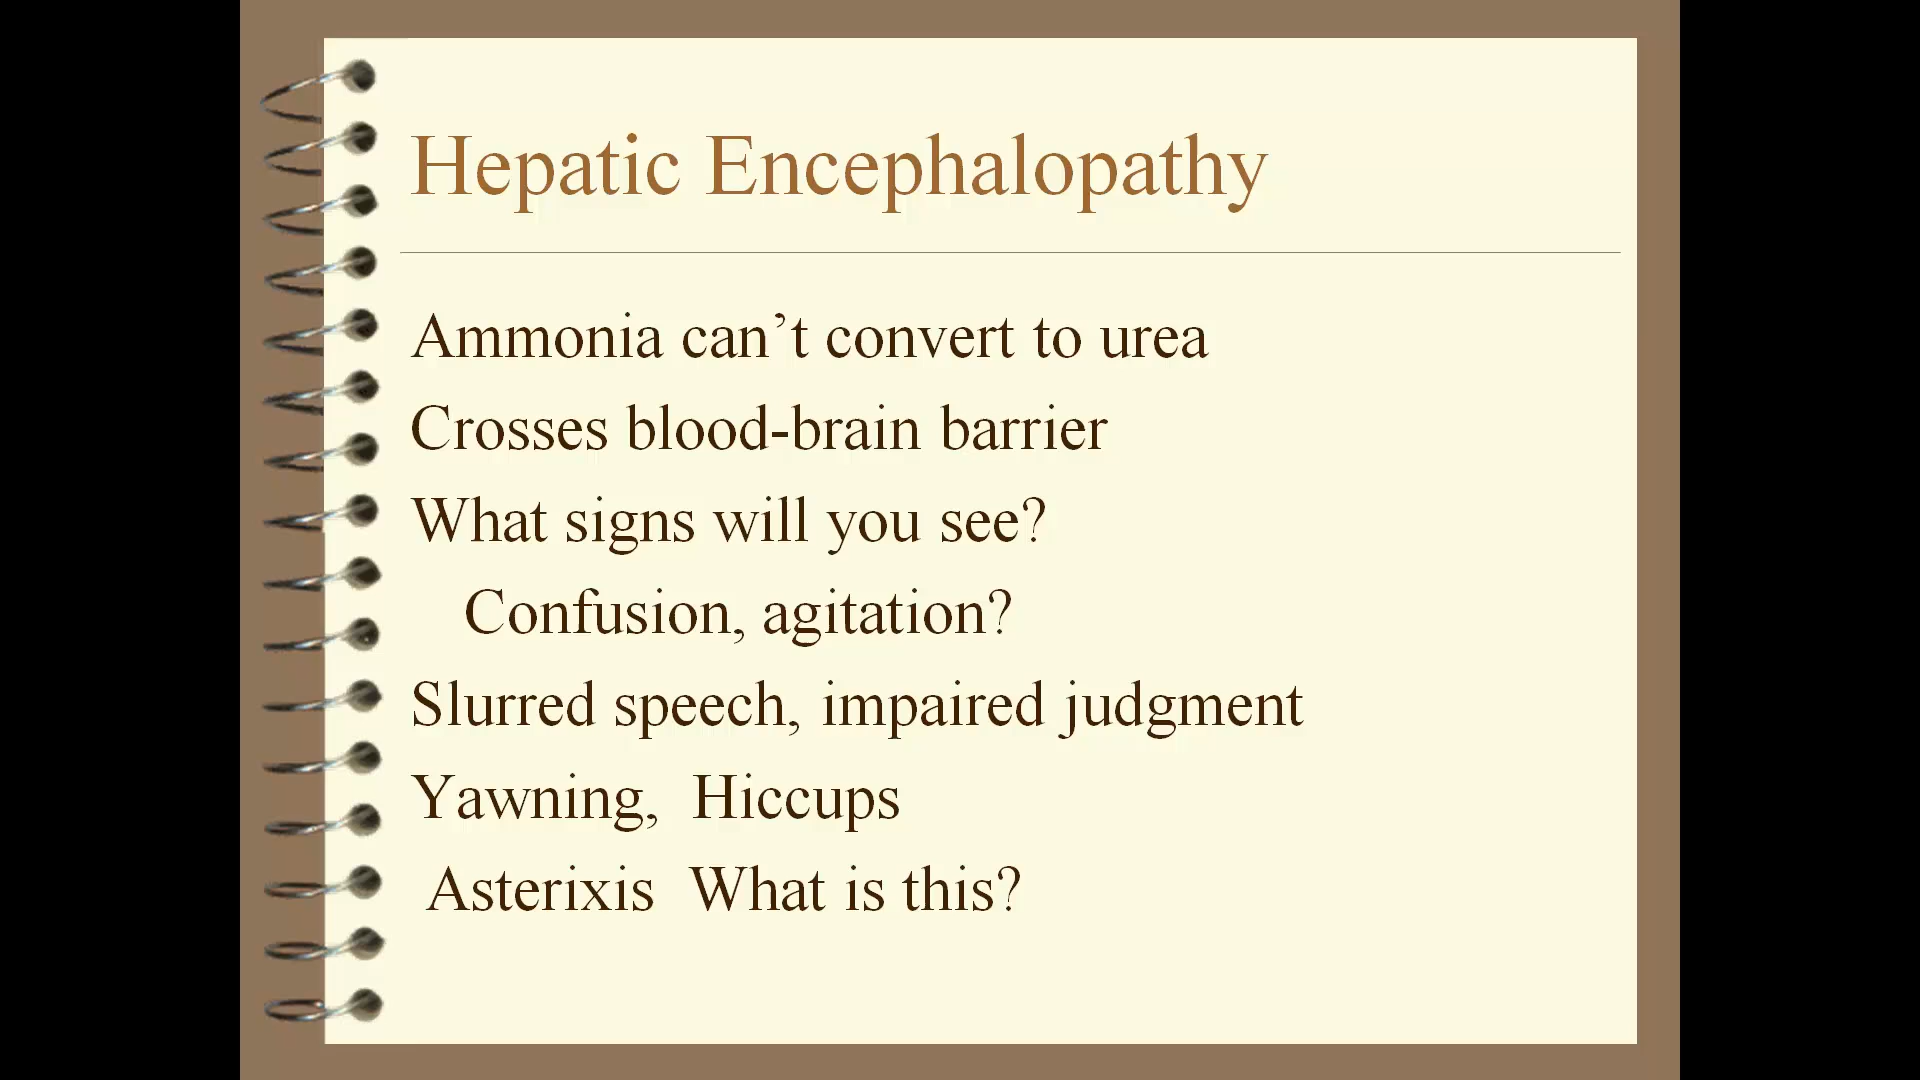 Hepatic Encephalopathy
Ammonia can’t convert to urea
Crosses blood-brain barrier
What signs will you see?
Confusion, agitation?
Slurred speech, impaired judgment
Yawning,  Hiccups
Asterixis  What is this?